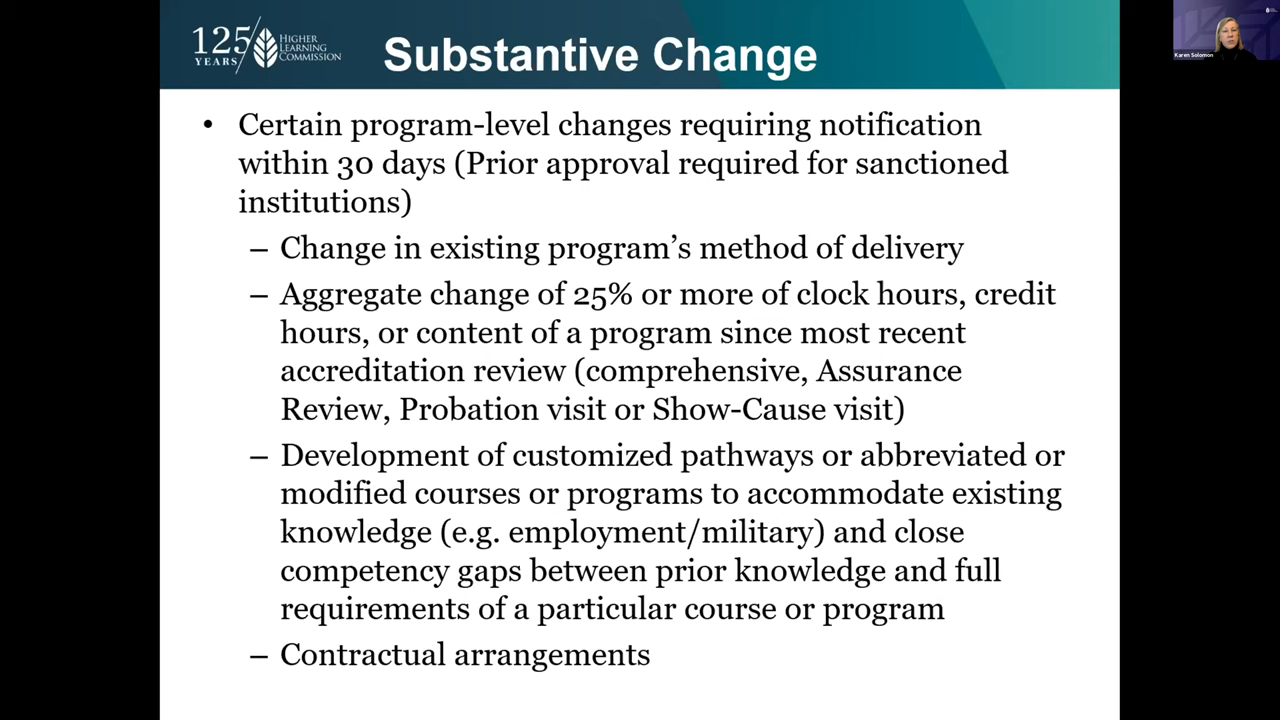 125
YEARS
HIGHER
LEARNING
COMMISSION
Substantive Change
Karen Solomon
• Certain program-level changes requiring notification
within 30 days (Prior approval required for sanctioned
institutions)
– Change in existing program’s method of delivery
– Aggregate change of 25% or more of clock hours, credit
hours, or content of a program since most recent
accreditation review (comprehensive, Assurance
Review, Probation visit or Show-Cause visit)
– Development of customized pathways or abbreviated or
modified courses or programs to accommodate existing
knowledge (e.g. employment/military) and close
competency gaps between prior knowledge and full
requirements of a particular course or program
– Contractual arrangements